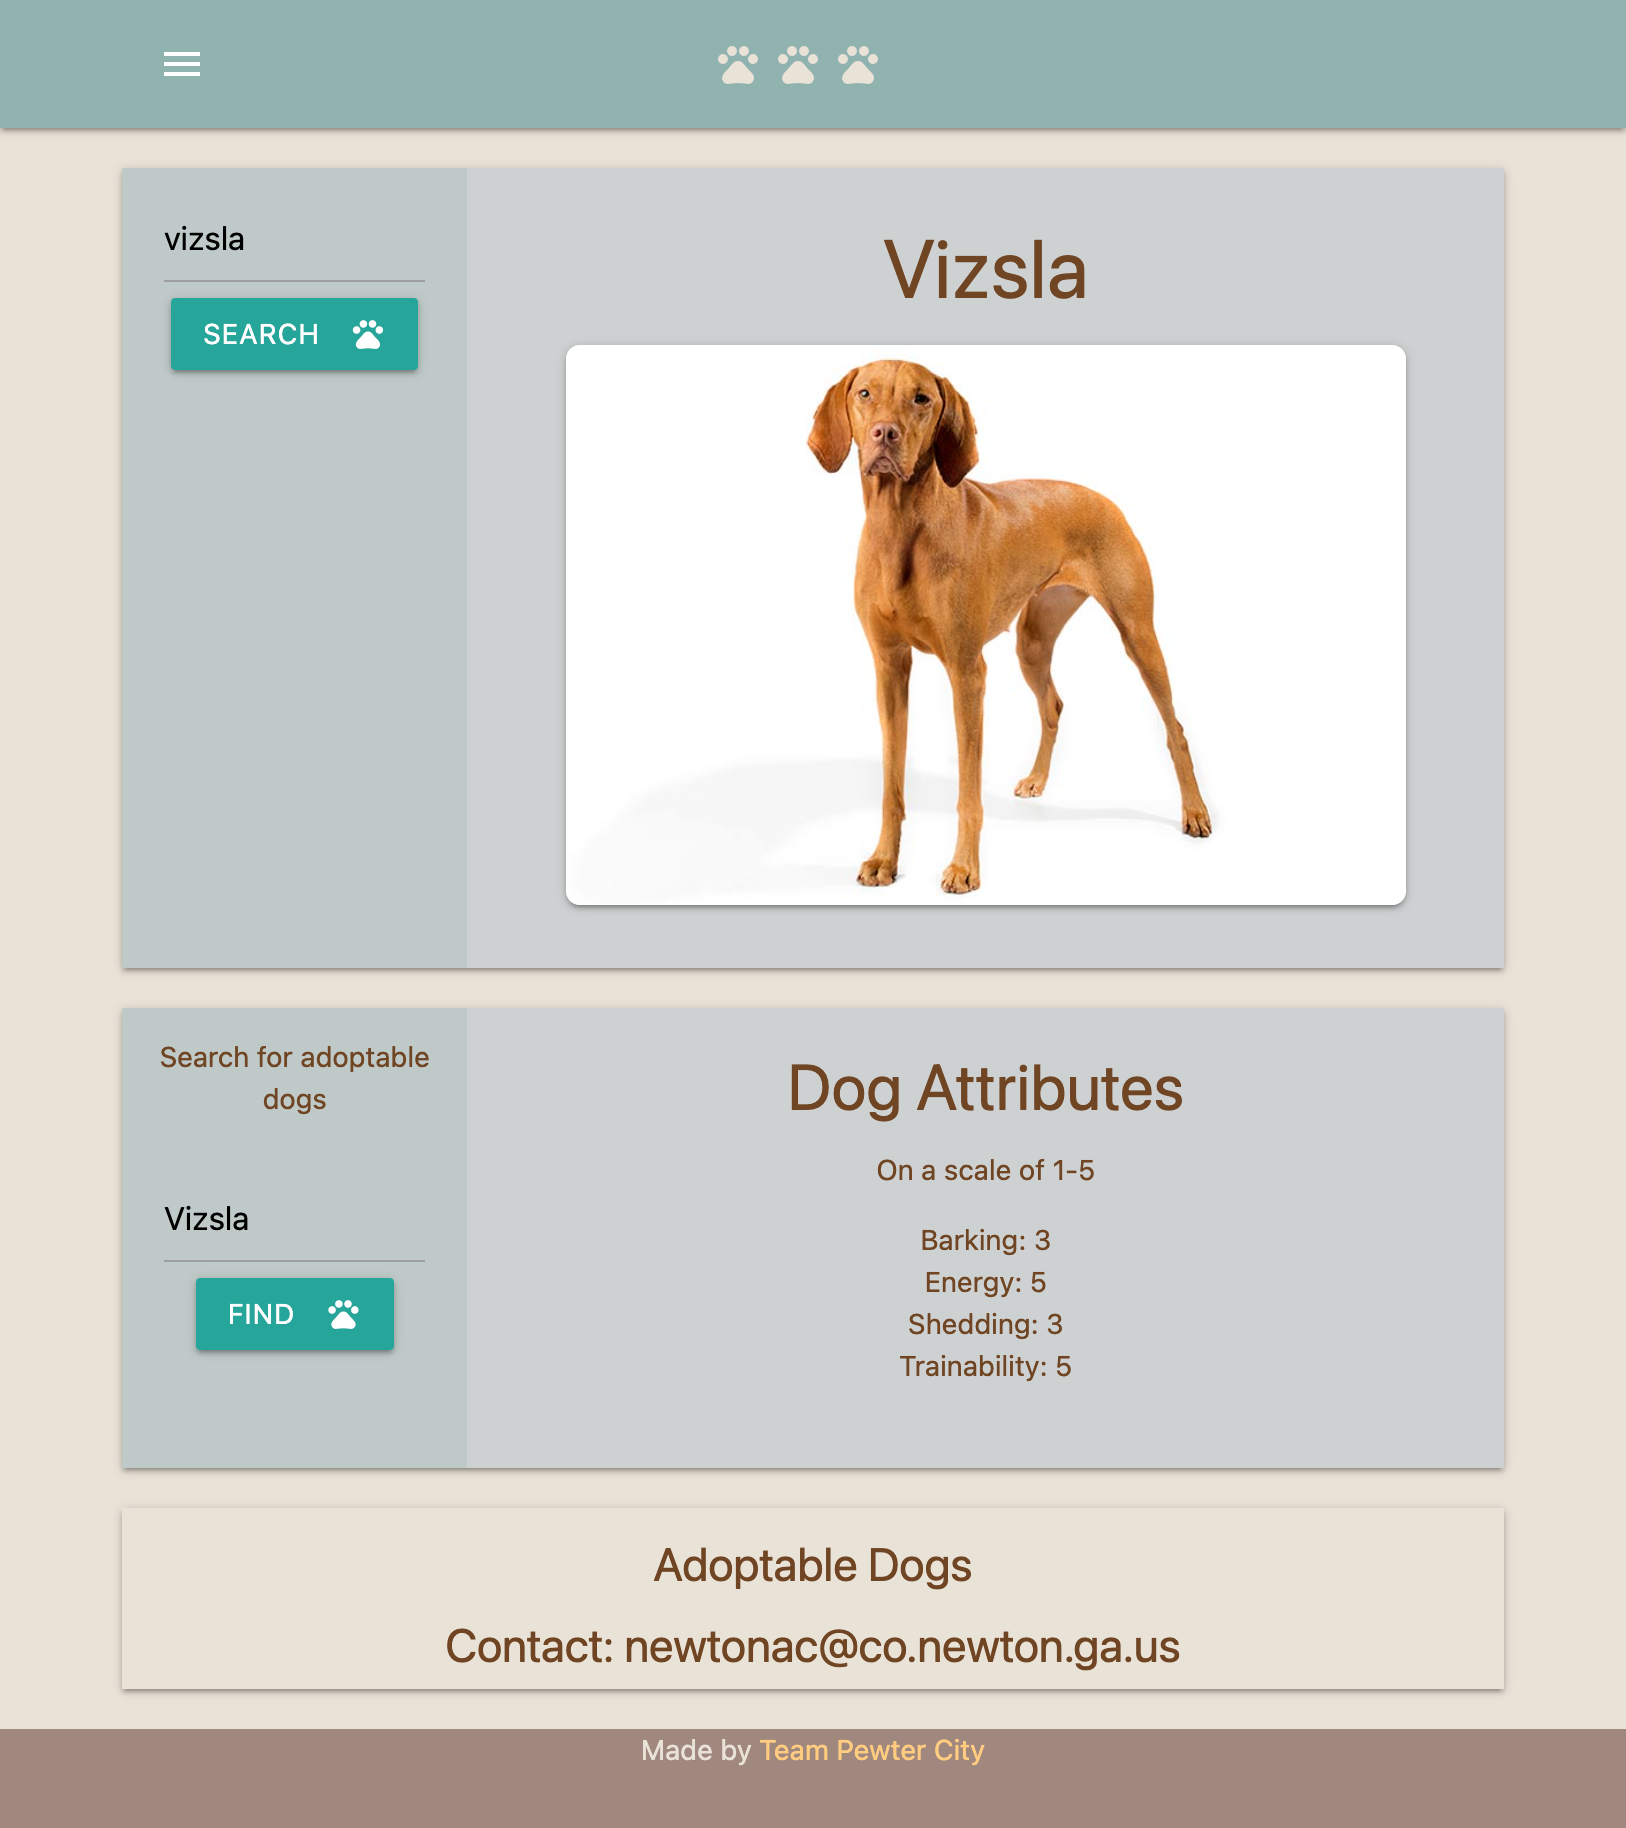 vizsla
SEARCH
Vizsla
Search for adoptable
dogs
Vizsla
FIND
Dog Attributes
On a scale of 1-5
Barking: 3
Energy: 5
Shedding: 3
Trainability: 5
Adoptable Dogs
Contact: newtonac@co.newton.ga.us
Made by Team Pewter City